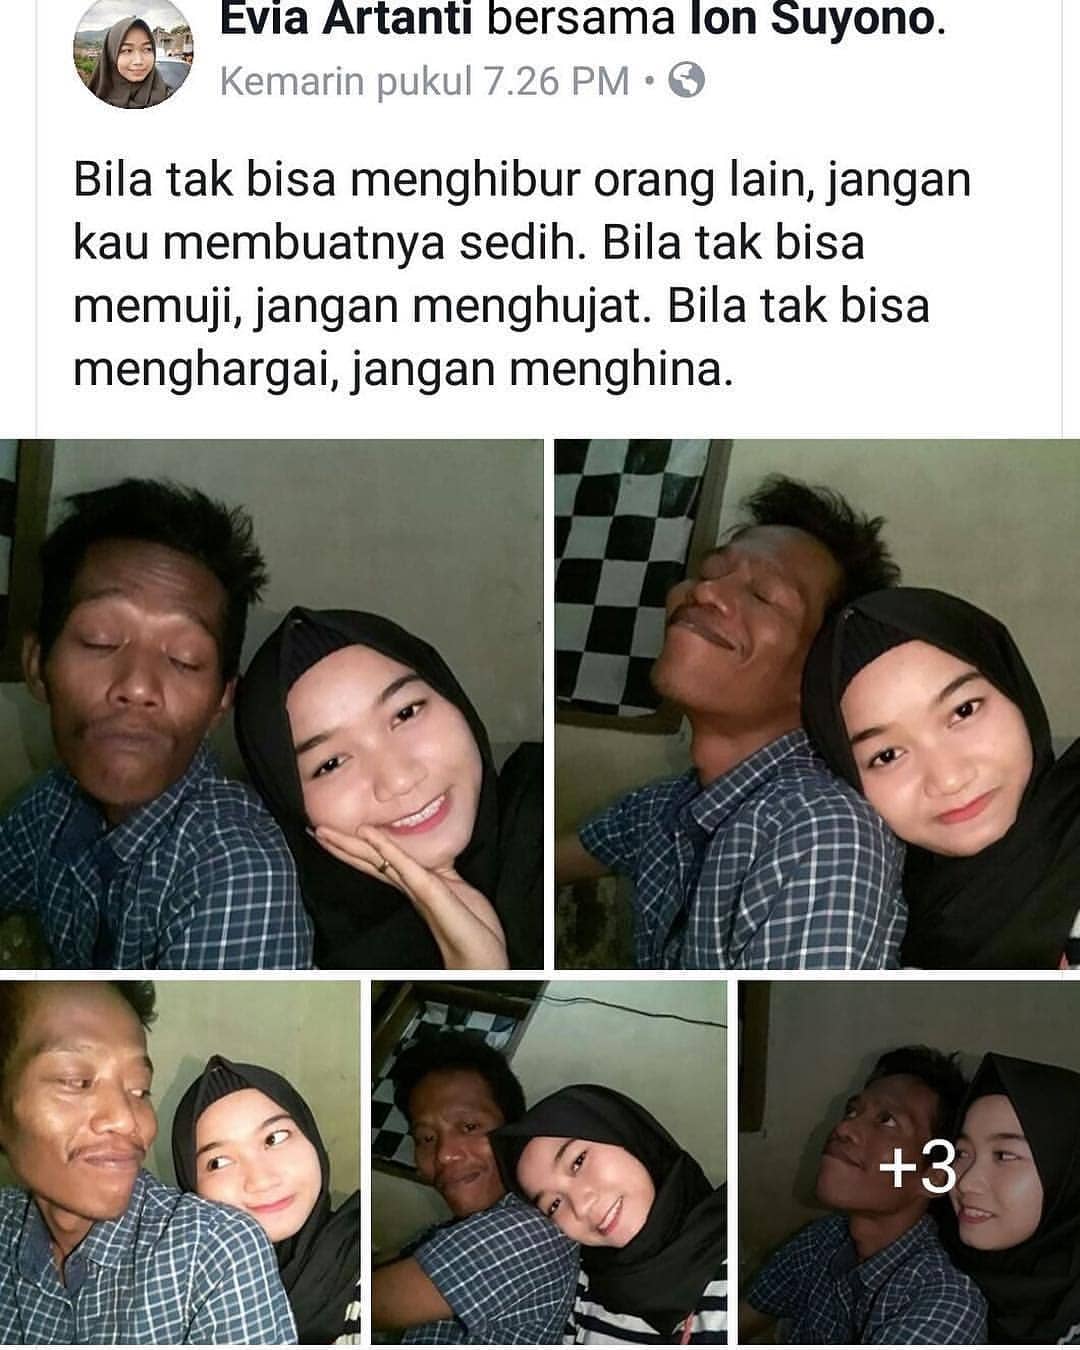 Evia Artanti bersama Ion Suyono.
Kemarin pukul 7.26 PM •
Bila tak bisa menghibur orang lain, jangan
kau membuatnya sedih. Bila tak bisa
memuji, jangan menghujat. Bila tak bisa
menghargai, jangan menghina.
+3